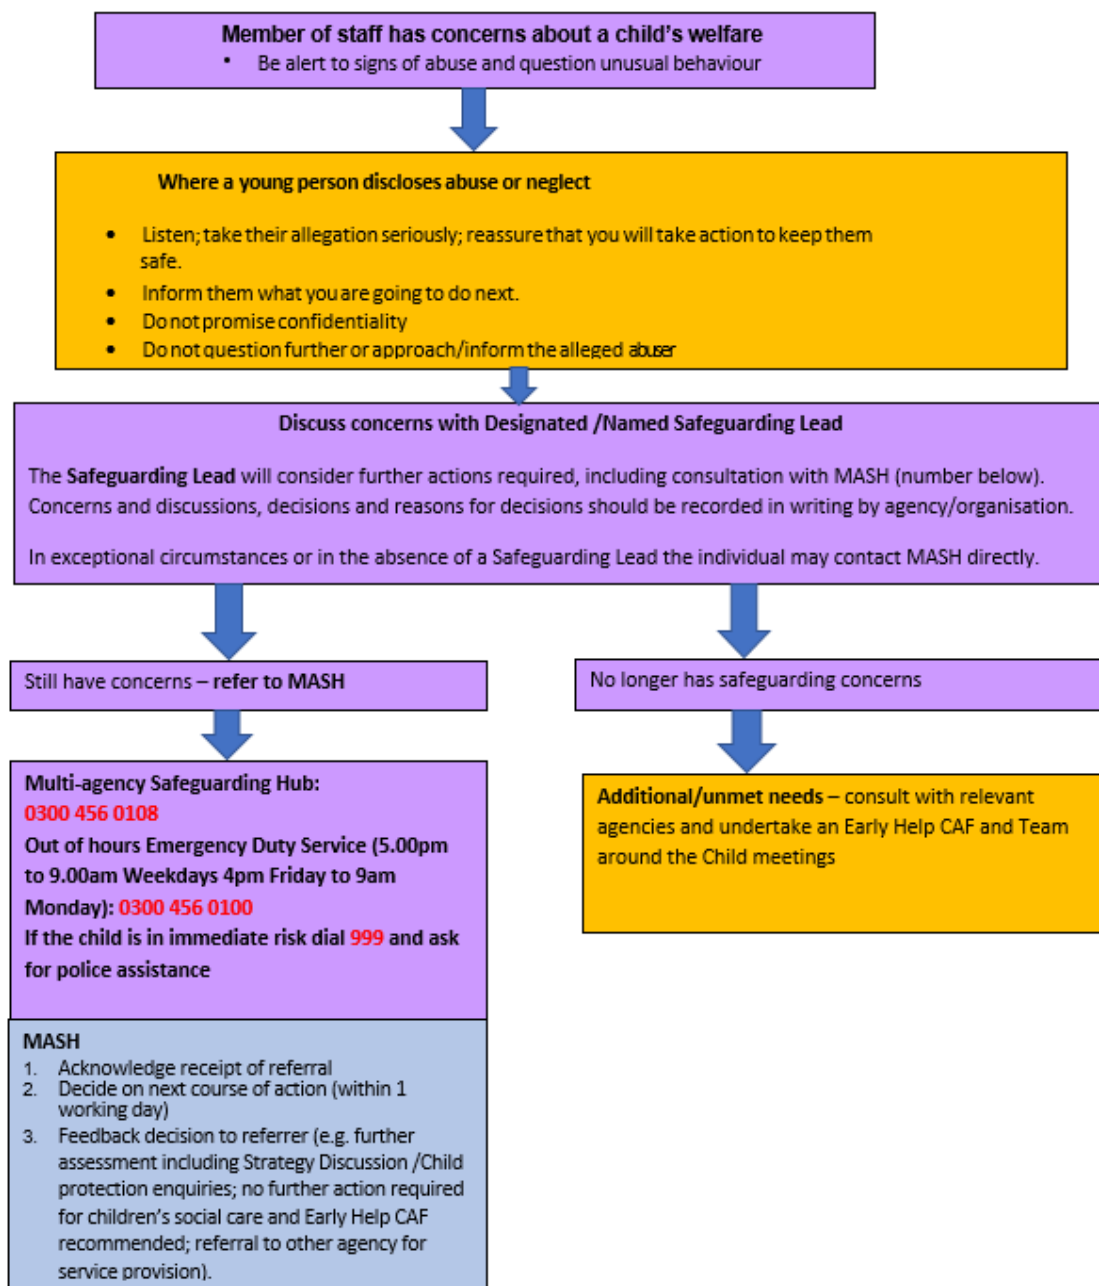 Member of staff has concerns about a child's welfare
• Be alert to signs of abuse and question unusual behaviour
Where a young person discloses abuse or neglect
• Listen; take their allegation seriously; reassure that you will take action to keep them
safe.
• Inform them what you are going to do next.
• Do not promise confidentiality
• Do not question further or approach/inform the alleged abuser
Discuss concerns with Designated /Named Safeguarding Lead
The Safeguarding Lead will consider further actions required, including consultation with MASH (number below).
Concerns and discussions, decisions and reasons for decisions should be recorded in writing by agency/organisation.
In exceptional circumstances or in the absence of a Safeguarding Lead the individual may contact MASH directly.
Still have concerns – refer to MASH
No longer has safeguarding concerns
Multi-agency Safeguarding Hub:
0300 456 0108
Out of hours Emergency Duty Service (5.00pm
to 9.00am Weekdays 4pm Friday to 9am
Monday): 0300 456 0100
If the child is in immediate risk dial 999 and ask
for police assistance
Additional/unmet needs – consult with relevant
agencies and undertake an Early Help CAF and Team
around the Child meetings
MASH
1. Acknowledge receipt of referral
2. Decide on next course of action (within 1
working day)
3. Feedback decision to referrer (e.g. further
assessment including Strategy Discussion /Child
protection enquiries; no further action required
for children's social care and Early Help CAF
recommended; referral to other agency for
service provision).